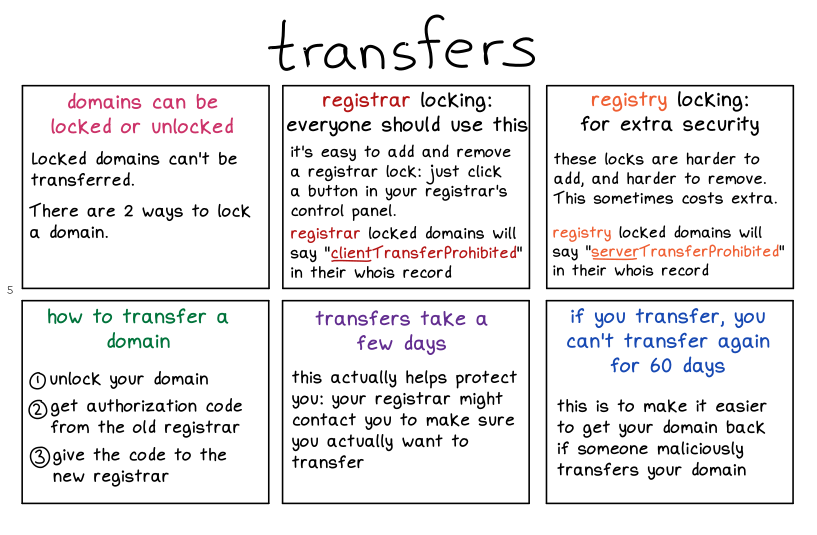 transfers
domains can be
locked or unlocked
Locked domains can't be
transferred.
There are 2 ways to lock
a domain.
registrar locking:
everyone should use this
it's easy to add and remove
a registrar lock: just click
a button in your registrar's
control panel.
registrar locked domains will
say "clientTransferProhibited"
in their whois record
registry locking:
for extra security
these locks are harder to
add, and harder to remove.
This sometimes costs extra.
registry locked domains will
say "serverTransferProhibited"
in their whois record
5
how to transfer a
domain
① unlock your domain
② get authorization code
from the old registrar
③ give the code to the
new registrar
transfers take a
few days
this actually helps protect
you: your registrar might
contact you to make sure
you actually want to
transfer
if you transfer, you
can't transfer again
for 60 days
this is to make it easier
to get your domain back
if someone maliciously
transfers your domain